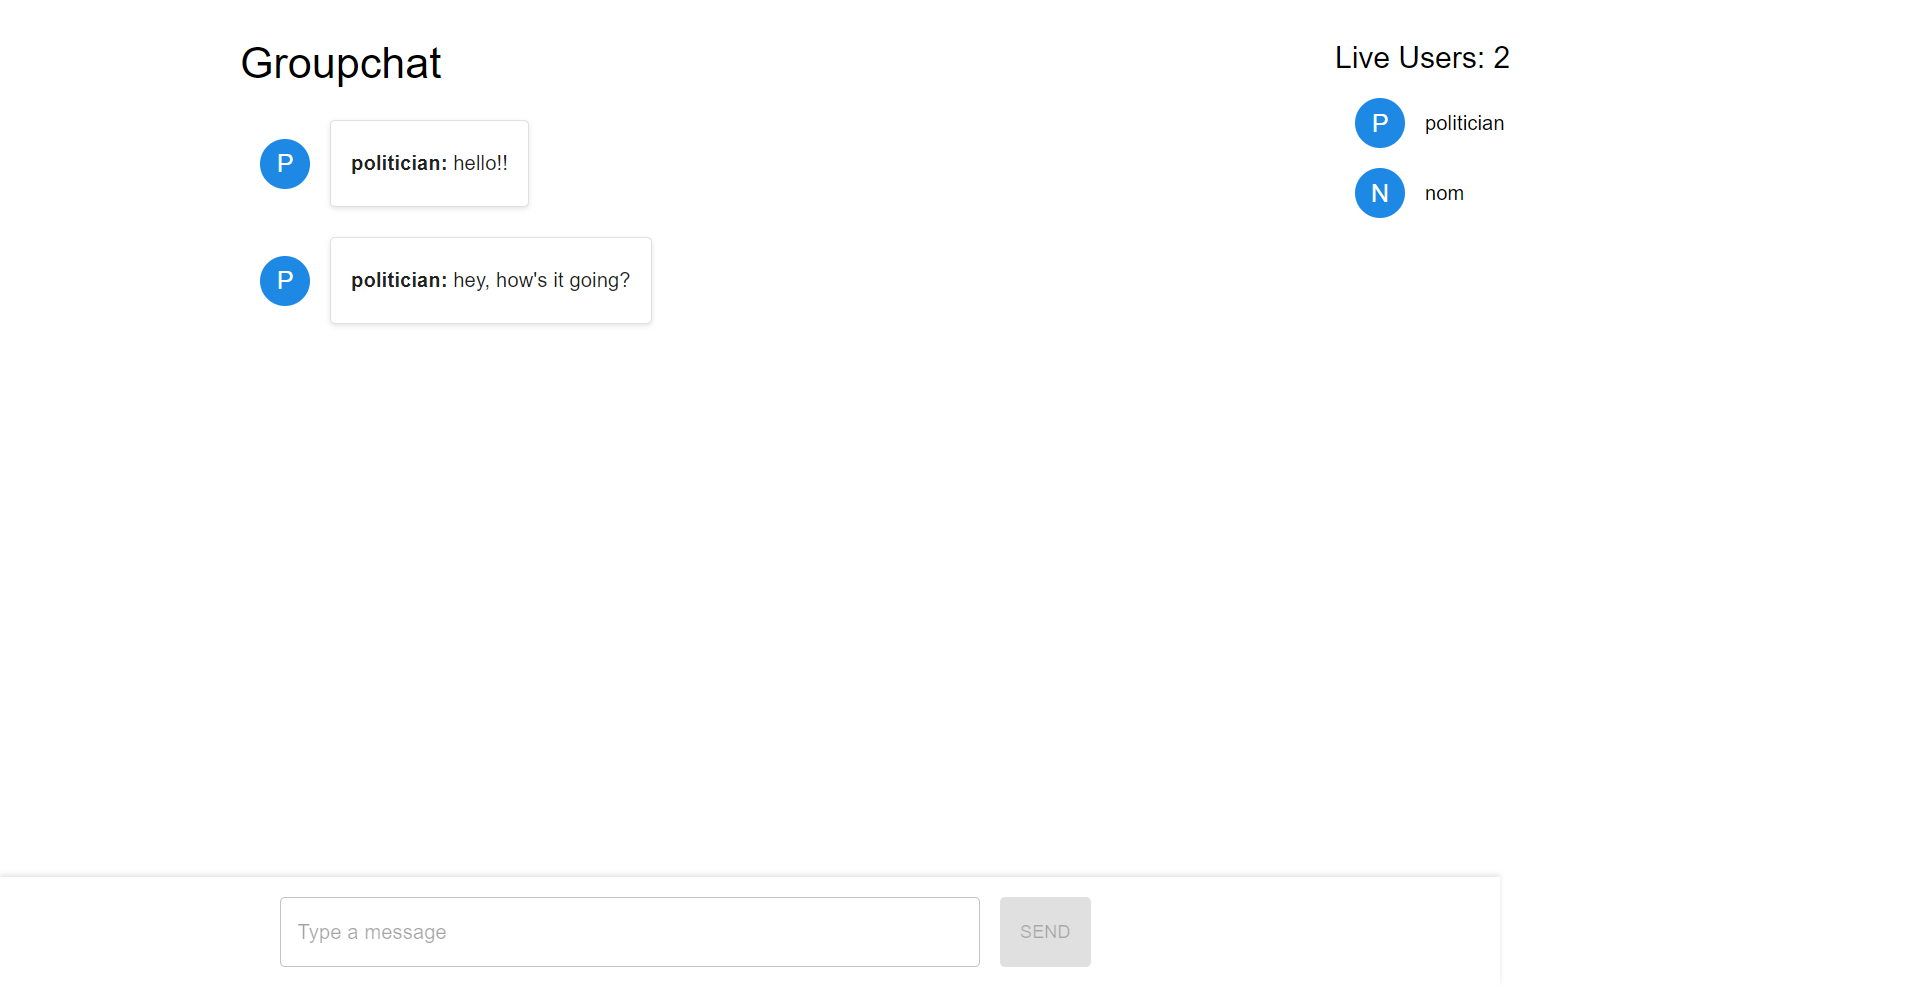 Groupchat
P
politician: hello!!
P
politician: hey, how's it going?
Live Users: 2
P politician
N nom
Type a message
SEND